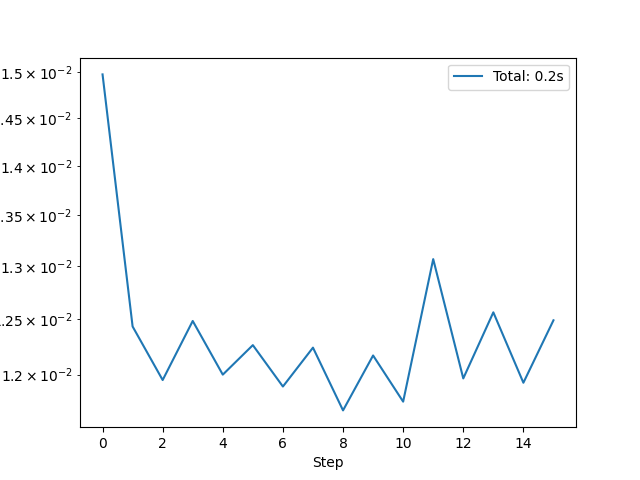 Total: 0.2s
1.5 × 10⁻²
.45 × 10⁻²
1.4 × 10⁻²
.35 × 10⁻²
1.3 × 10⁻²
.25 × 10⁻²
1.2 × 10⁻²
0 2 4 6 8 10 12 14
Step